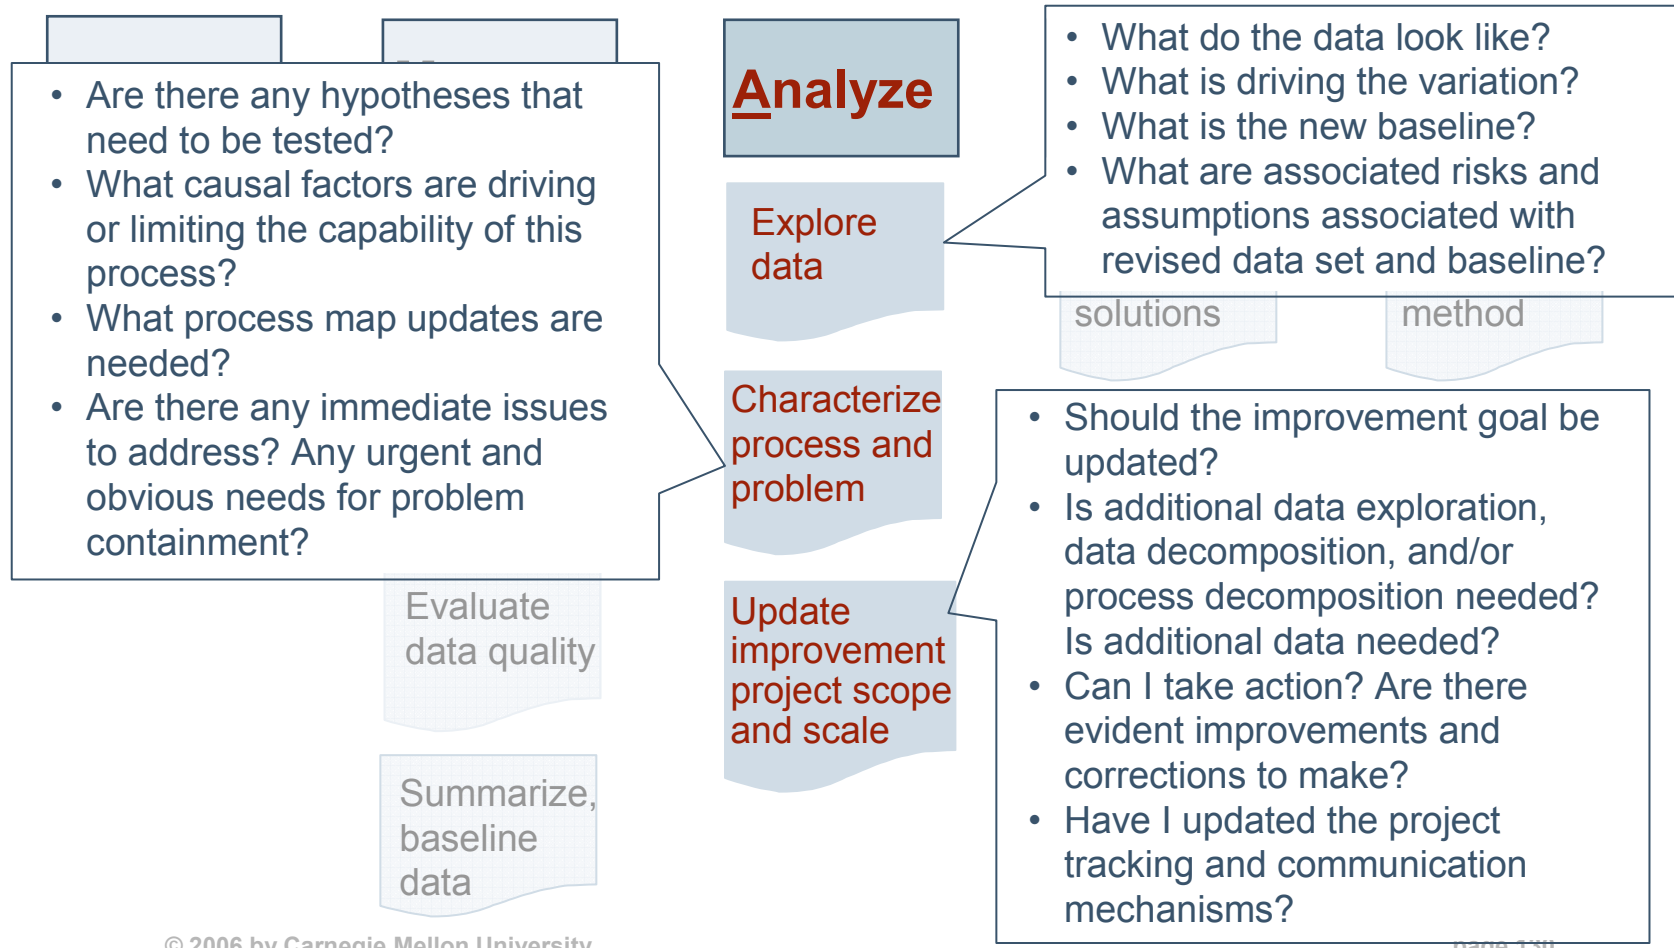 Analyze
• What do the data look like?
• What is driving the variation?
• What is the new baseline?
• What are associated risks and
assumptions associated with
revised data set and baseline?
• Are there any hypotheses that
need to be tested?
• What causal factors are driving
or limiting the capability of this
process?
• What process map updates are
needed?
• Are there any immediate issues
to address? Any urgent and
obvious needs for problem
containment?
Explore
data
solutions
method
Characterize
process and
problem
• Should the improvement goal be
updated?
• Is additional data exploration,
data decomposition, and/or
process decomposition needed?
Is additional data needed?
• Can I take action? Are there
evident improvements and
corrections to make?
• Have I updated the project
tracking and communication
mechanisms?
Evaluate
data quality
Update
improvement
project scope
and scale
Summarize,
baseline
data
© 2006 by Carnegie Mellon University
page 130